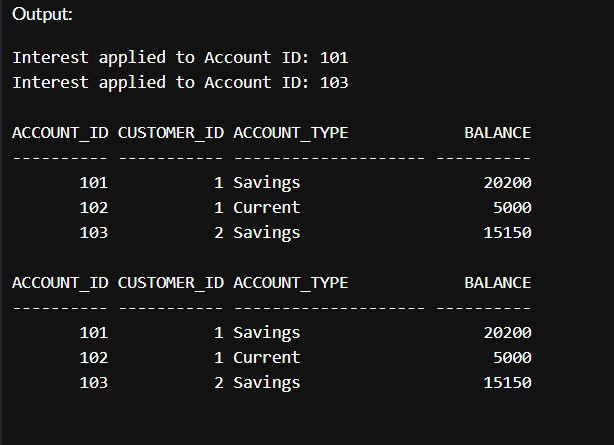 Output:
Interest applied to Account ID: 101
Interest applied to Account ID: 103
ACCOUNT_ID CUSTOMER_ID ACCOUNT_TYPE            BALANCE
---------- ----------- -------------------- ----------
       101           1 Savings                   20200
       102           1 Current                    5000
       103           2 Savings                   15150
ACCOUNT_ID CUSTOMER_ID ACCOUNT_TYPE            BALANCE
---------- ----------- -------------------- ----------
       101           1 Savings                   20200
       102           1 Current                    5000
       103           2 Savings                   15150